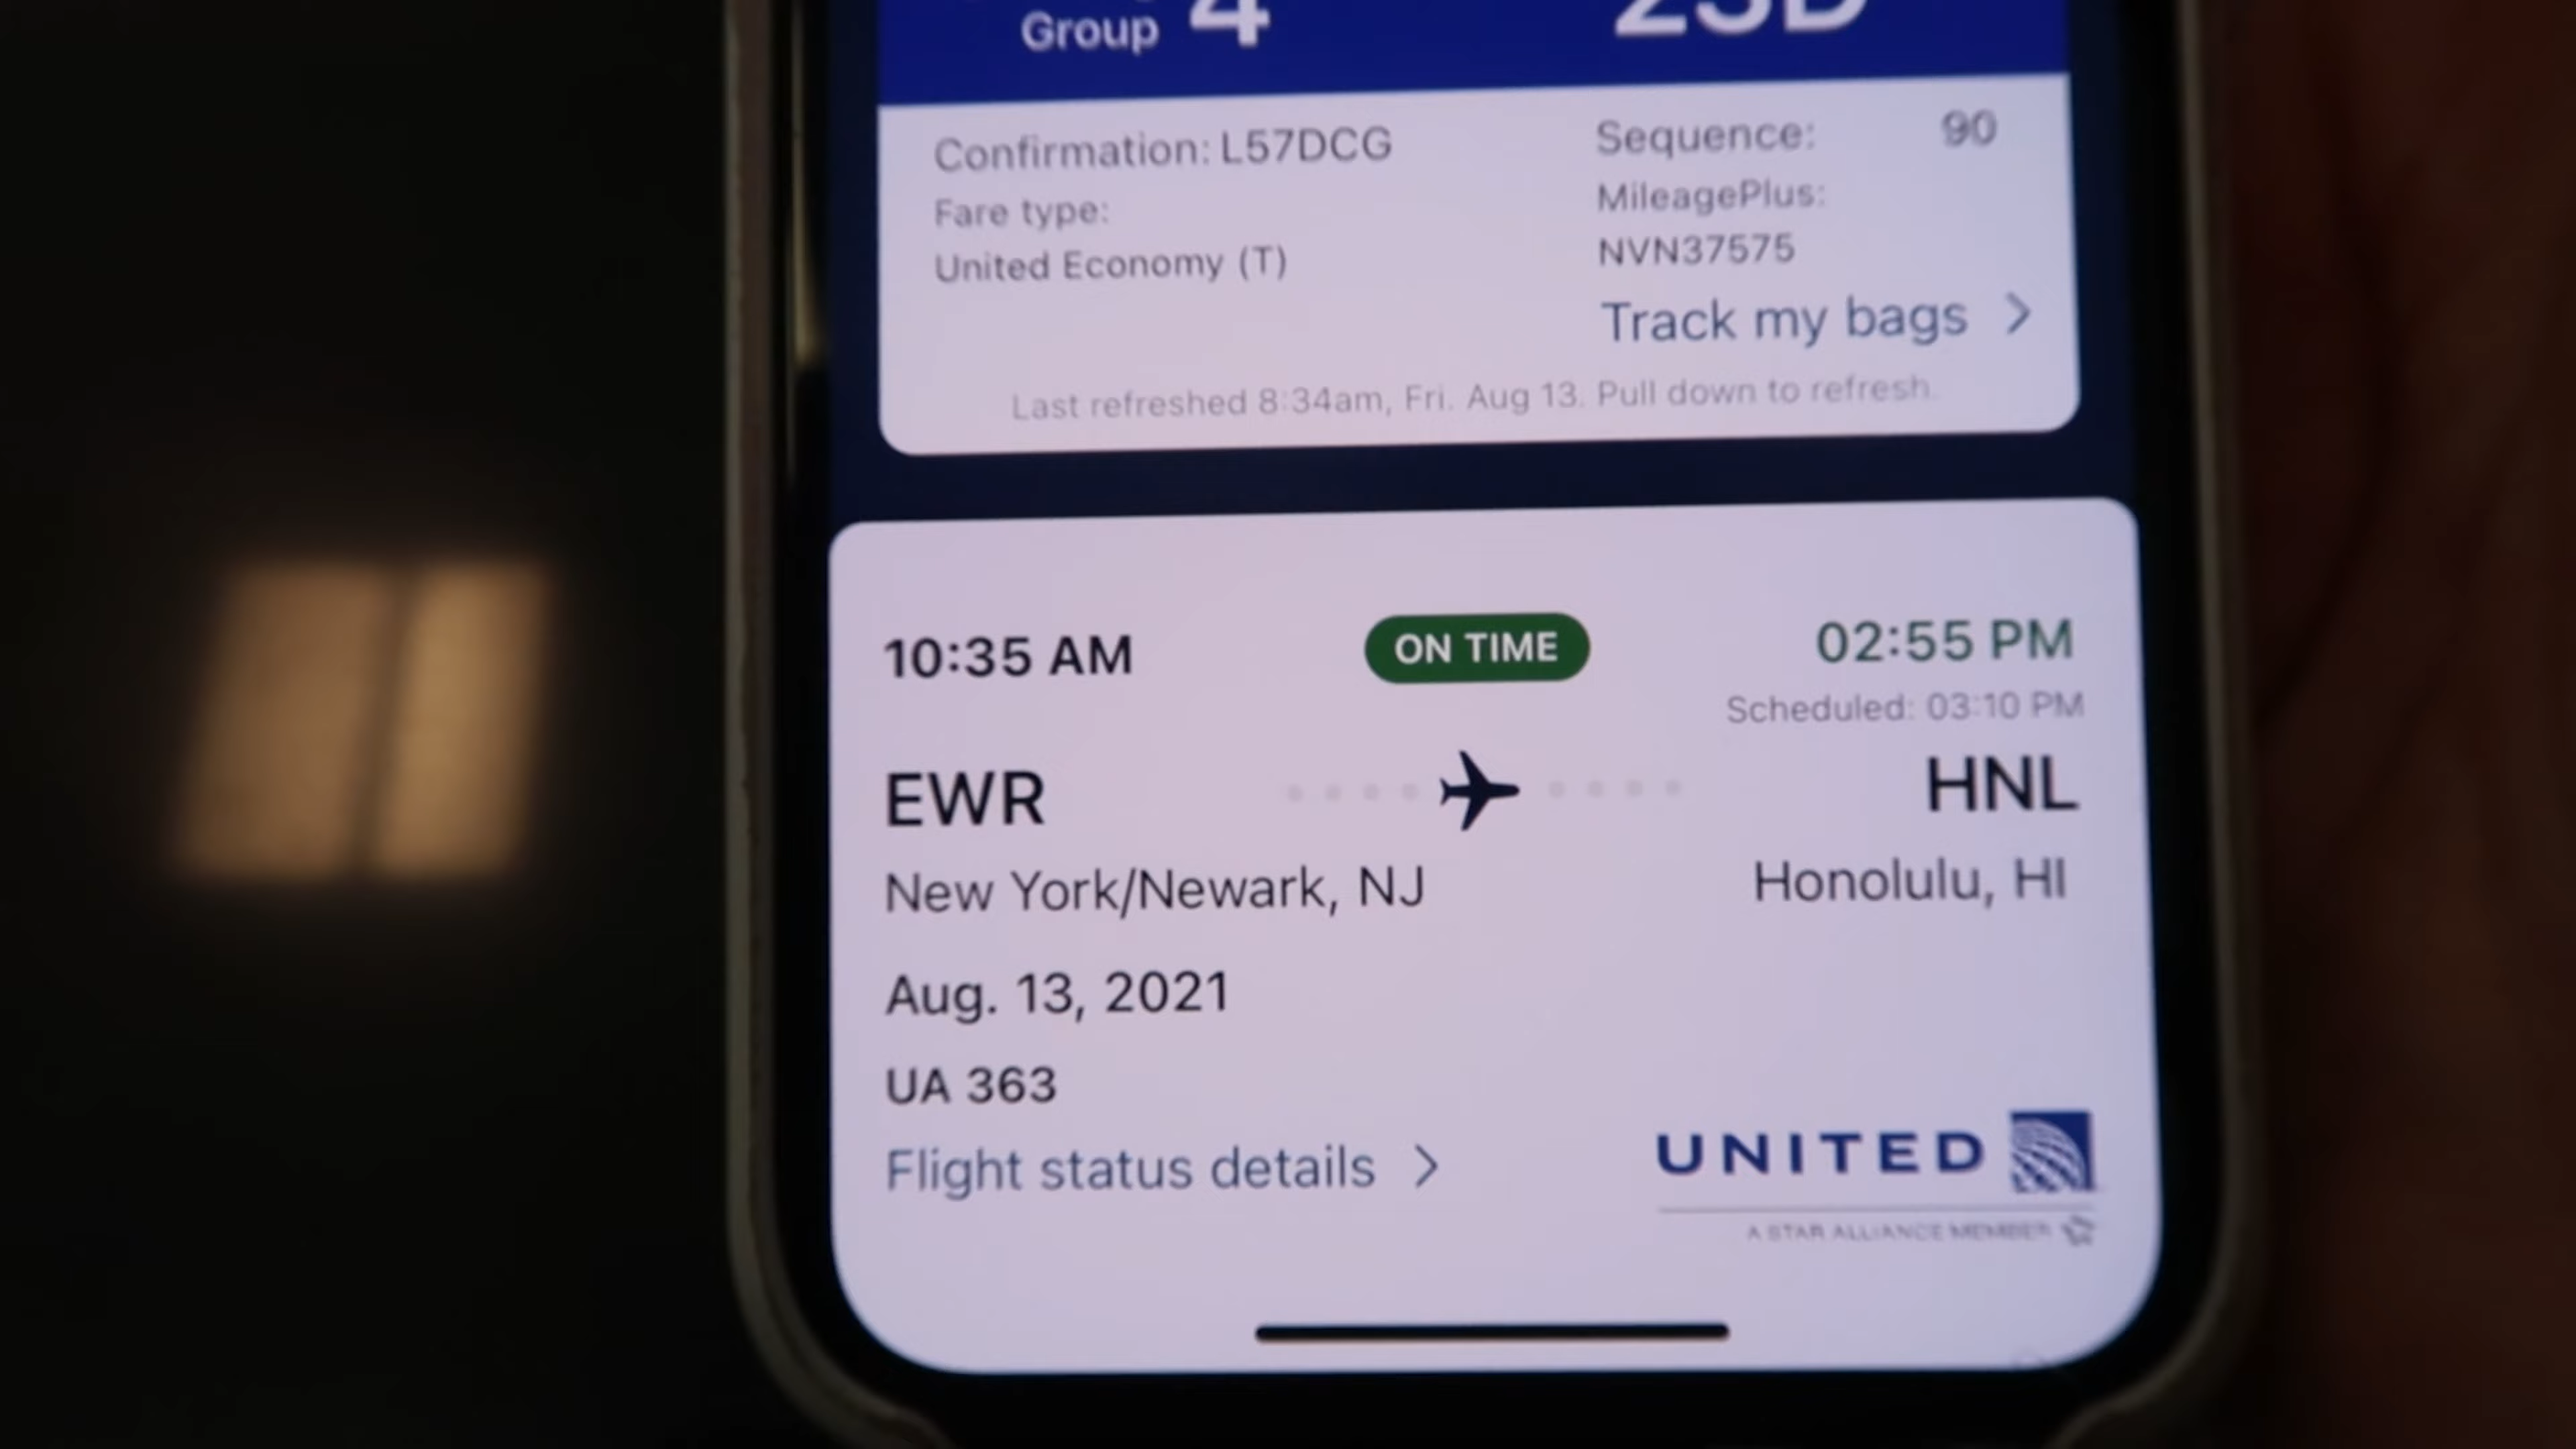 Group 4 23D
Confirmation: L57DCG
Sequence: 90
Fare type:
MileagePlus:
United Economy (T)
NVN37575
Track my bags >
Last refreshed 8:34am, Fri. Aug 13. Pull down to refresh.
10:35 AM
ON TIME
02:55 PM
Scheduled: 03:10 PM
EWR
HNL
New York/Newark, NJ
Honolulu, HI
Aug. 13, 2021
UA 363
Flight status details >
UNITED
A STAR ALLIANCE MEMBER